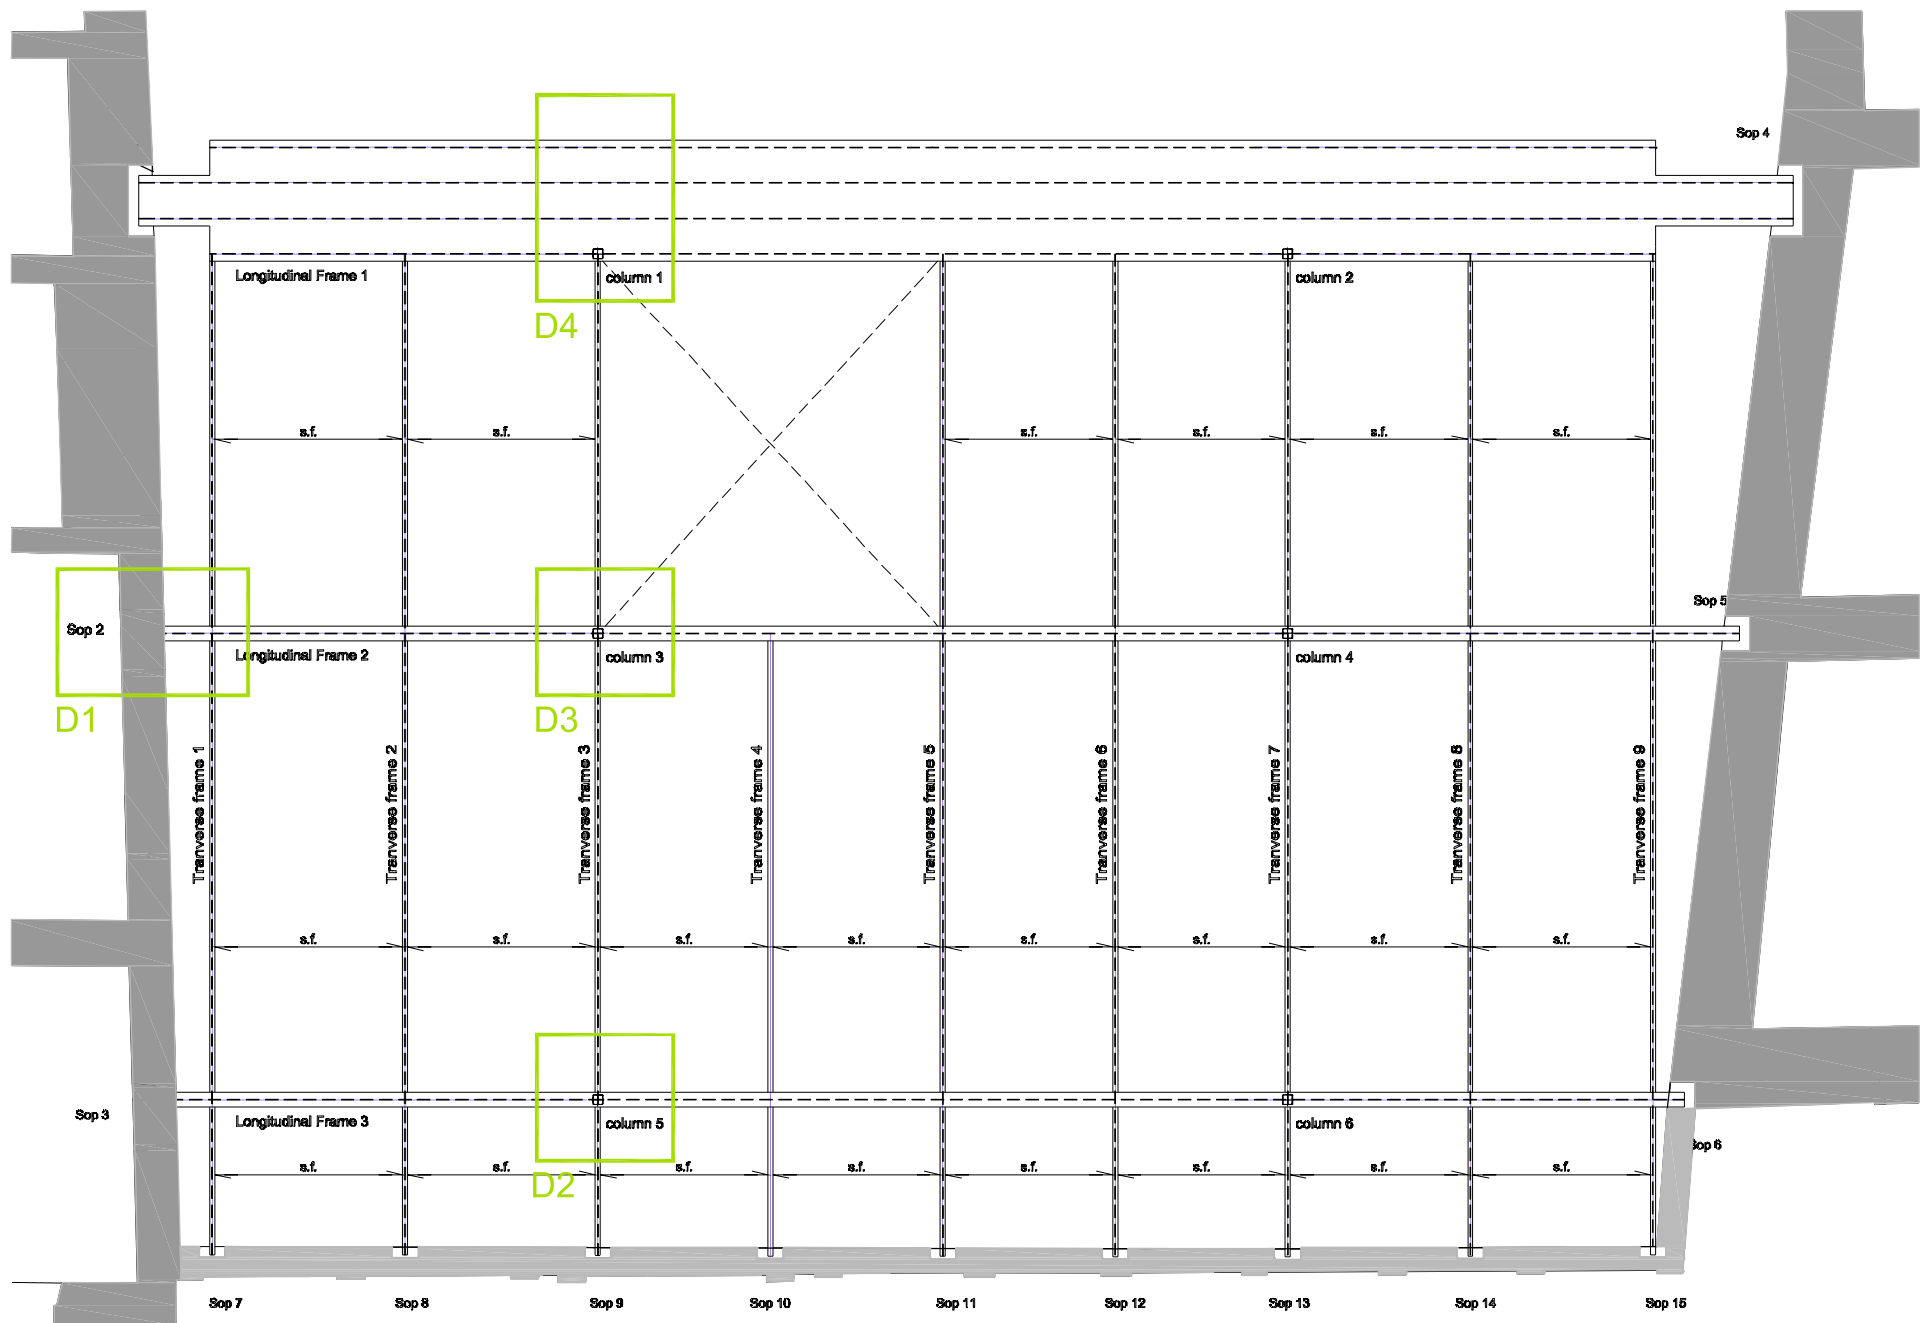 Sop 4
Longitudinal Frame 1
column 1
column 2
D4
s.f.
s.f.
s.f.
s.f.
s.f.
s.f.
Sop 5
Sop 2
Longitudinal Frame 2
column 3
column 4
D1
D3
Tranverse frame 1
Tranverse frame 2
Tranverse frame 3
Tranverse frame 4
Tranverse frame 5
Tranverse frame 6
Tranverse frame 7
Tranverse frame 8
Tranverse frame 9
s.f.
s.f.
s.f.
s.f.
s.f.
s.f.
s.f.
s.f.
Sop 3
Longitudinal Frame 3
column 5
column 6
Sop 6
s.f.
s.f.
s.f.
s.f.
s.f.
s.f.
s.f.
s.f.
D2
Sop 7
Sop 8
Sop 9
Sop 10
Sop 11
Sop 12
Sop 13
Sop 14
Sop 15